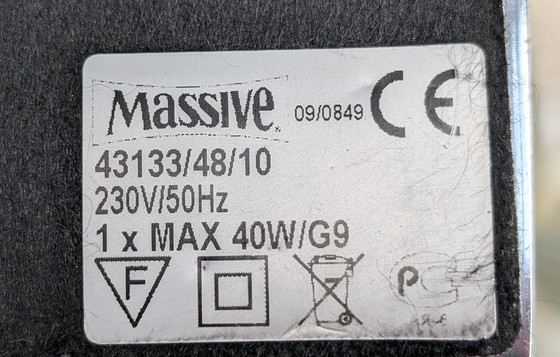 Massive 09/0849 CE
43133/48/10
230V/50Hz
1 x MAX 40W/G9
F